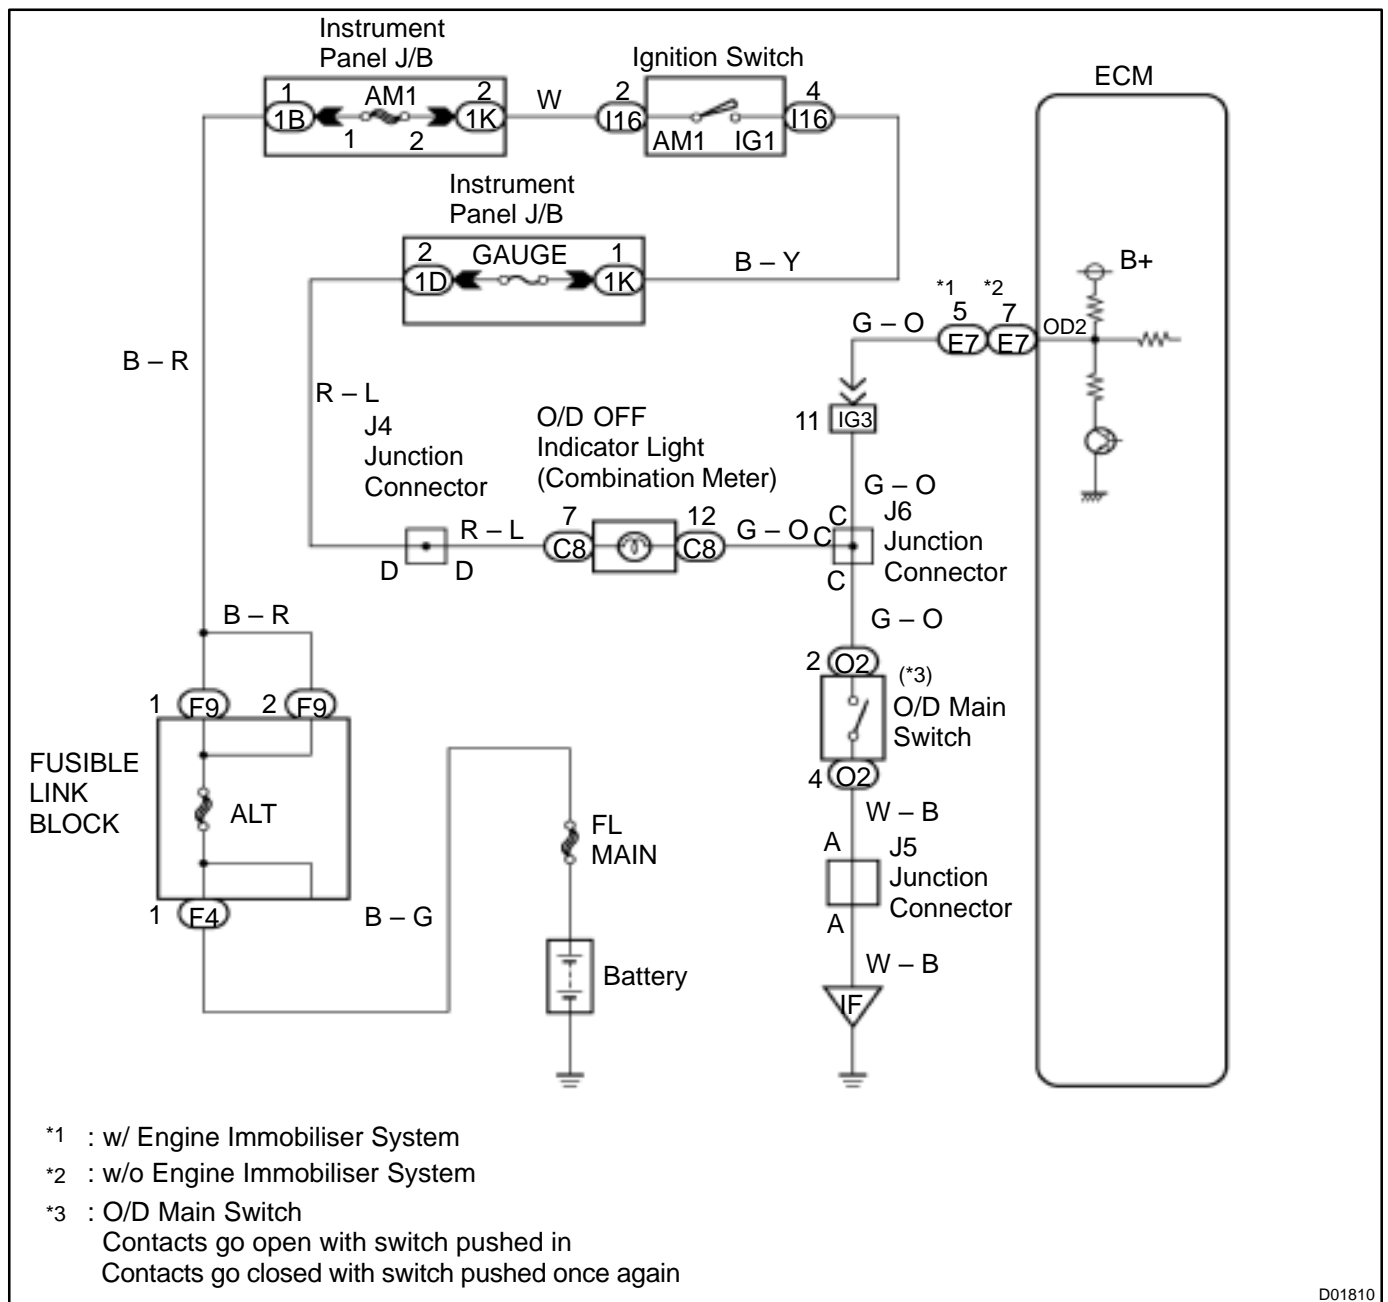 Instrument
Panel J/B
Ignition Switch
ECM
1 AM1 2
1B 1K
1 2
W
2 4
I16 I16
AM1 IG1
Instrument
Panel J/B
2 GAUGE 1
1D 1K
B – Y
B+
*1 *2
5 7
G – O
E7 E7
OD2
B – R
R – L
J4
Junction
Connector
O/D OFF
Indicator Light
(Combination Meter)
11 IG3
G – O
R – L
7 12
C8 C8
G – O
C
C
C
J6
Junction
Connector
D D
B – R
G – O
1 F9 2 F9
2 O2
(*3)
O/D Main
Switch
4 O2
FUSIBLE
LINK
BLOCK
ALT
FL
MAIN
W – B
A
J5
Junction
Connector
A
1 F4
B – G
W – B
Battery
IF
*1 : w/ Engine Immobiliser System
*2 : w/o Engine Immobiliser System
*3 : O/D Main Switch
Contacts go open with switch pushed in
Contacts go closed with switch pushed once again
D01810